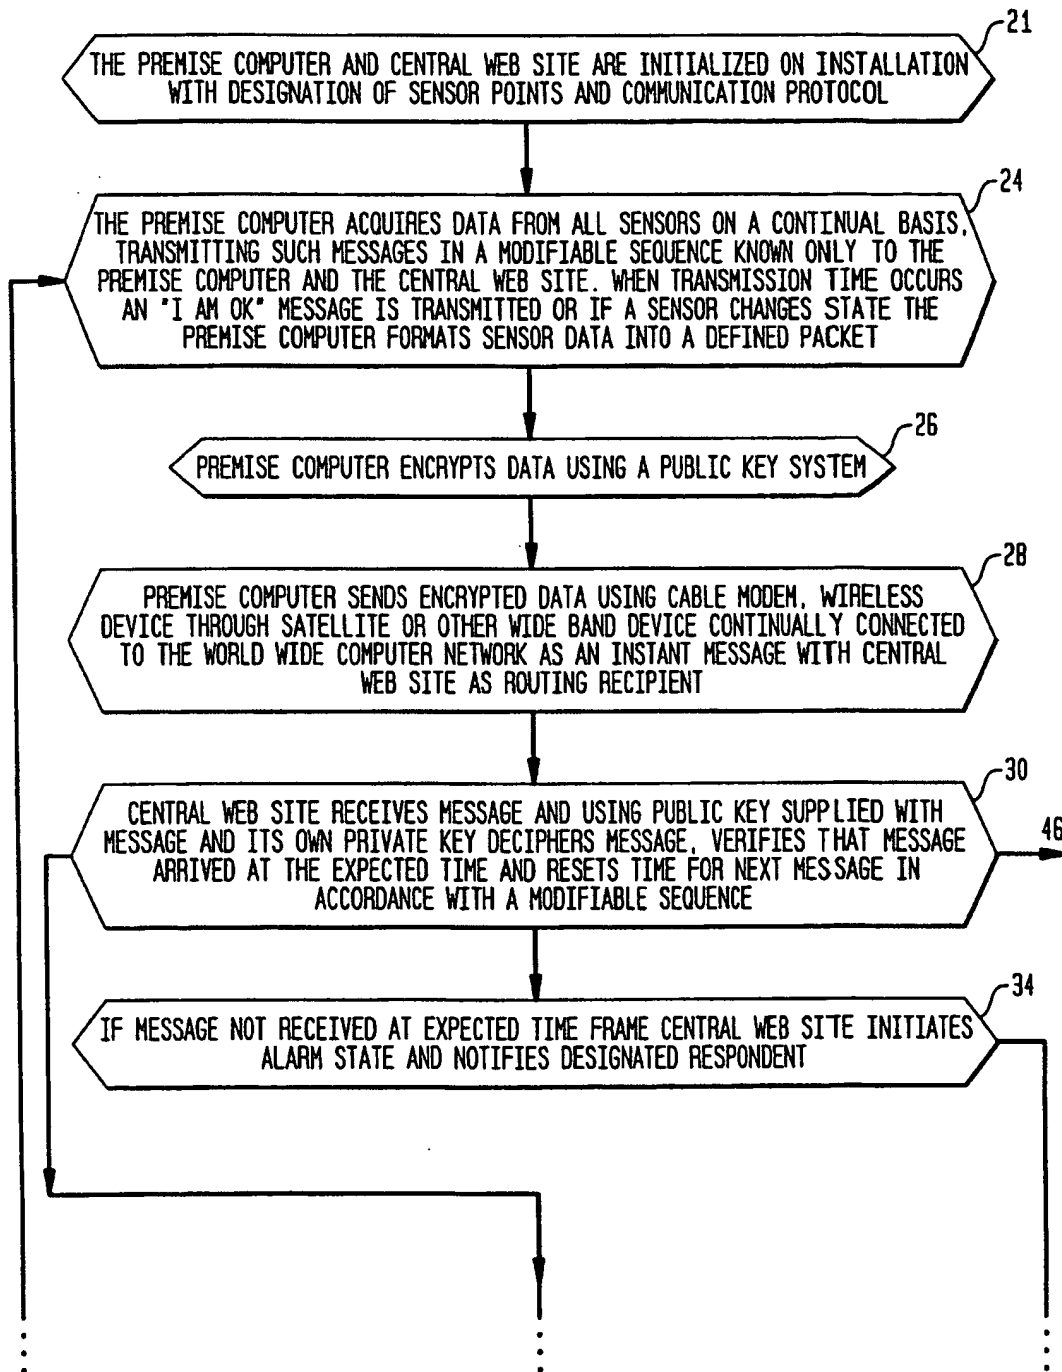 21
THE PREMISE COMPUTER AND CENTRAL WEB SITE ARE INITIALIZED ON INSTALLATION
WITH DESIGNATION OF SENSOR POINTS AND COMMUNICATION PROTOCOL
24
THE PREMISE COMPUTER ACQUIRES DATA FROM ALL SENSORS ON A CONTINUAL BASIS,
TRANSMITTING SUCH MESSAGES IN A MODIFIABLE SEQUENCE KNOWN ONLY TO THE
PREMISE COMPUTER AND THE CENTRAL WEB SITE. WHEN TRANSMISSION TIME OCCURS
AN "I AM OK" MESSAGE IS TRANSMITTED OR IF A SENSOR CHANGES STATE THE
PREMISE COMPUTER FORMATS SENSOR DATA INTO A DEFINED PACKET
26
PREMISE COMPUTER ENCRYPTS DATA USING A PUBLIC KEY SYSTEM
28
PREMISE COMPUTER SENDS ENCRYPTED DATA USING CABLE MODEM, WIRELESS
DEVICE THROUGH SATELLITE OR OTHER WIDE BAND DEVICE CONTINUALLY CONNECTED
TO THE WORLD WIDE COMPUTER NETWORK AS AN INSTANT MESSAGE WITH CENTRAL
WEB SITE AS ROUTING RECIPIENT
30
CENTRAL WEB SITE RECEIVES MESSAGE AND USING PUBLIC KEY SUPPLIED WITH
MESSAGE AND ITS OWN PRIVATE KEY DECIPHERS MESSAGE, VERIFIES THAT MESSAGE
ARRIVED AT THE EXPECTED TIME AND RESETS TIME FOR NEXT MESSAGE IN
ACCORDANCE WITH A MODIFIABLE SEQUENCE
46
34
IF MESSAGE NOT RECEIVED AT EXPECTED TIME FRAME CENTRAL WEB SITE INITIATES
ALARM STATE AND NOTIFIES DESIGNATED RESPONDENT